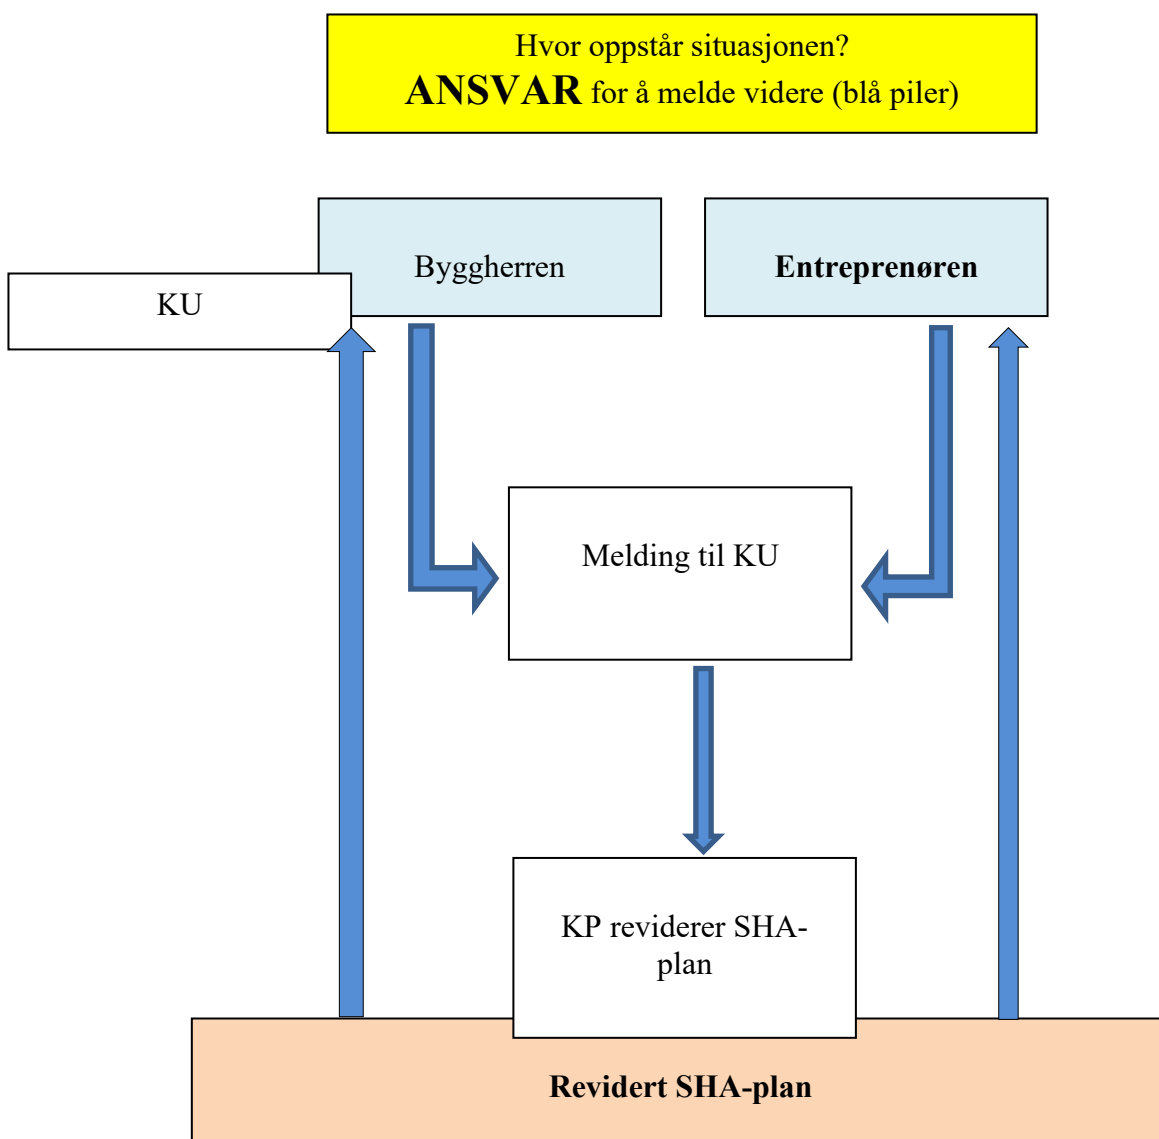 Hvor oppstår situasjonen?
ANSVAR for å melde videre (blå piler)
Byggherren
Entreprenøren
KU
Melding til KU
KP reviderer SHA-
plan
Revidert SHA-plan